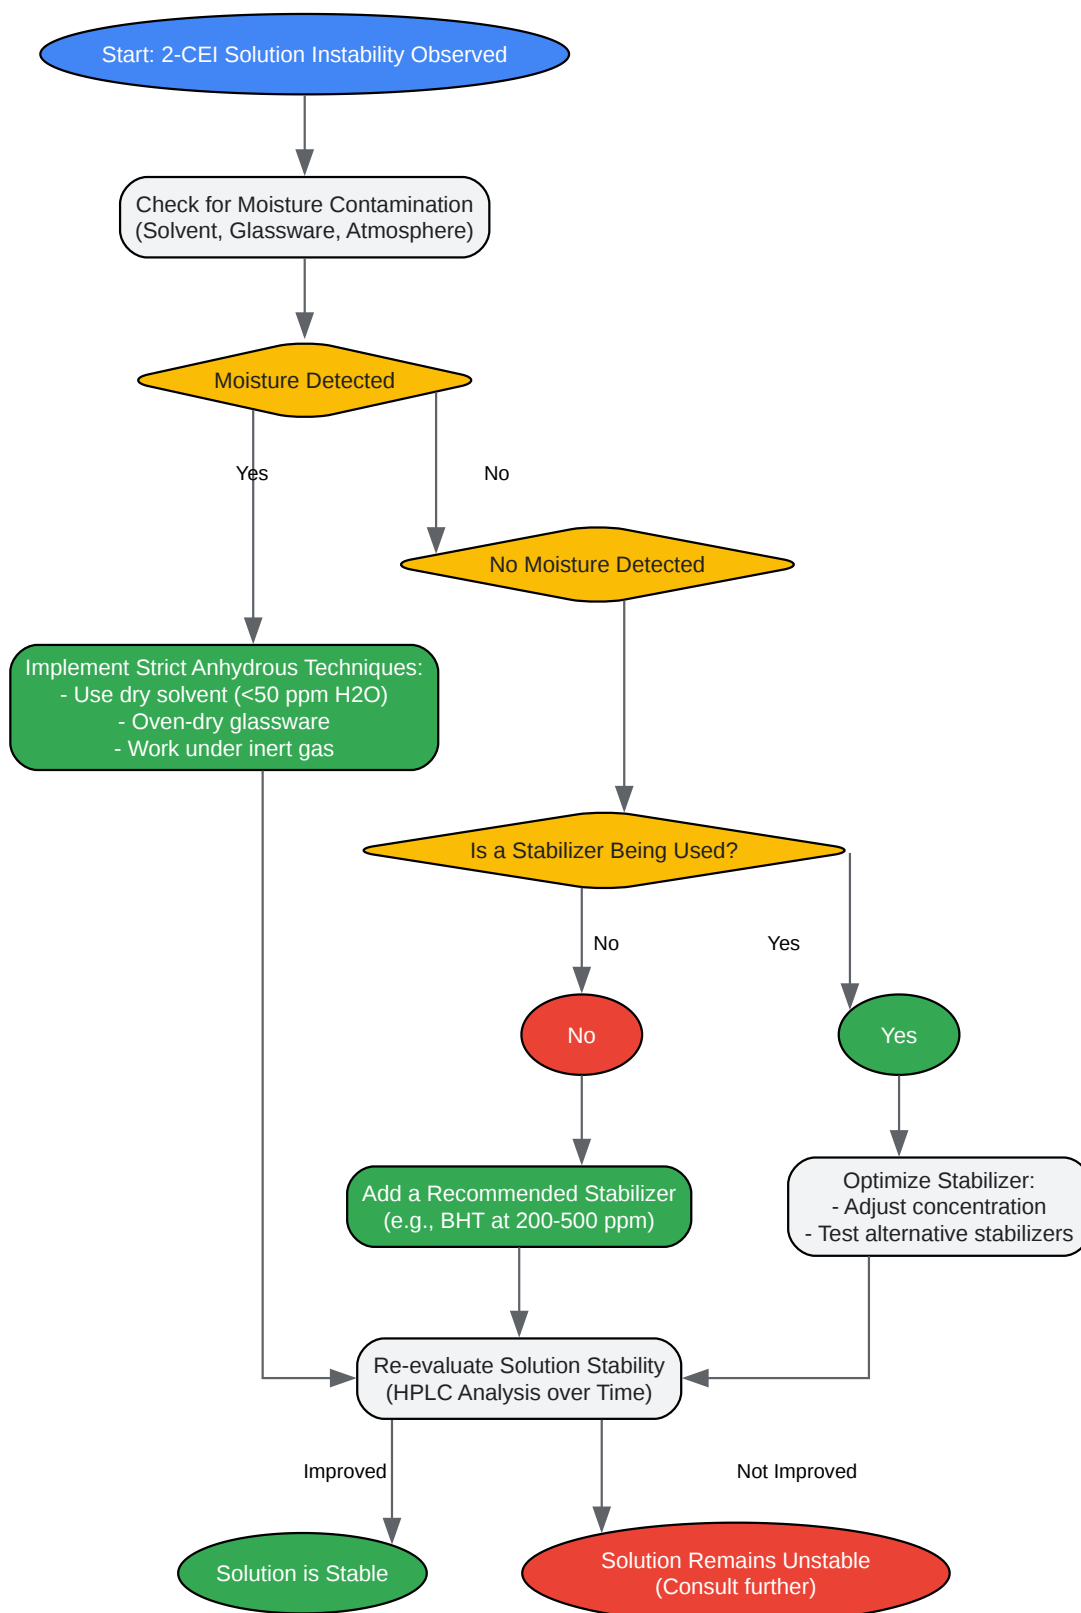 Start: 2-CEI Solution Instability Observed
Check for Moisture Contamination
(Solvent, Glassware, Atmosphere)
Moisture Detected
Yes
No
No Moisture Detected
Implement Strict Anhydrous Techniques:
- Use dry solvent (<50 ppm H2O)
- Oven-dry glassware
- Work under inert gas
Is a Stabilizer Being Used?
No
Yes
No
Yes
Add a Recommended Stabilizer
(e.g., BHT at 200-500 ppm)
Optimize Stabilizer:
- Adjust concentration
- Test alternative stabilizers
Re-evaluate Solution Stability
(HPLC Analysis over Time)
Improved
Not Improved
Solution is Stable
Solution Remains Unstable
(Consult further)